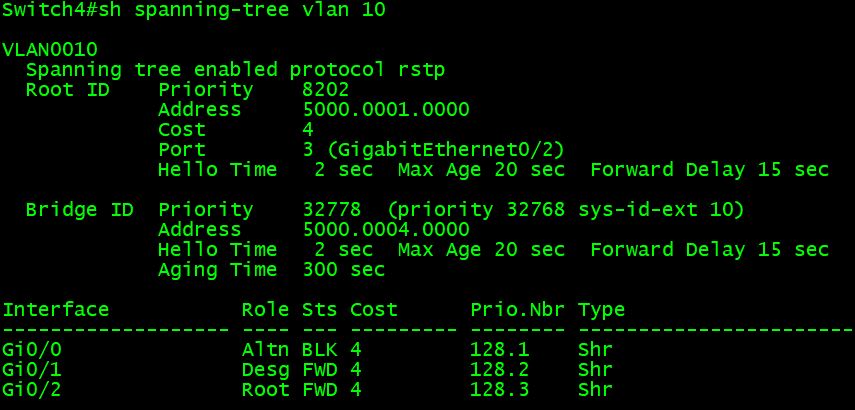 Switch4#sh spanning-tree vlan 10
VLAN0010
  Spanning tree enabled protocol rstp
  Root ID    Priority    8202
             Address     5000.0001.0000
             Cost        4
             Port        3 (GigabitEthernet0/2)
             Hello Time   2 sec  Max Age 20 sec  Forward Delay 15 sec
  Bridge ID  Priority    32778  (priority 32768 sys-id-ext 10)
             Address     5000.0004.0000
             Hello Time   2 sec  Max Age 20 sec  Forward Delay 15 sec
             Aging Time  300 sec
Interface           Role Sts Cost      Prio.Nbr Type
------------------- ---- --- --------- -------- -----------------------
Gi0/0               Altn BLK 4         128.1    Shr
Gi0/1               Desg FWD 4         128.2    Shr
Gi0/2               Root FWD 4         128.3    Shr